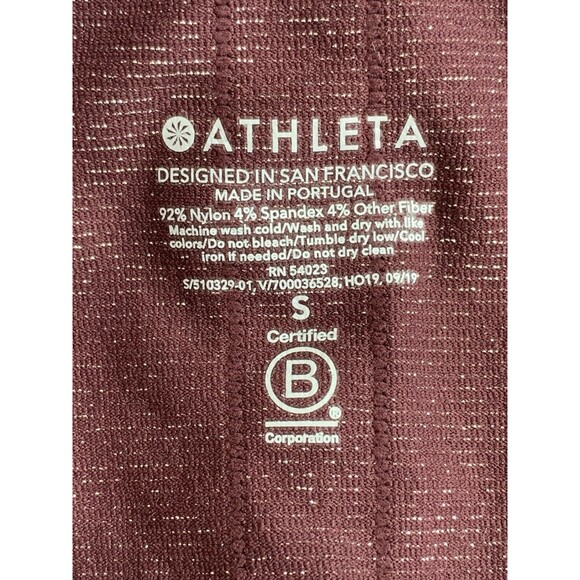 ATHLETA
DESIGNED IN SAN FRANCISCO
MADE IN PORTUGAL
92% Nylon 4% Spandex 4% Other Fiber
Machine wash cold/Wash and dry with like
colors/Do not bleach/Tumble dry low/Cool
iron if needed/Do not dry clean
RN 54023
S/510329-01, V/700036528, HO19, 09/19
S
Certified
B
®
Corporation